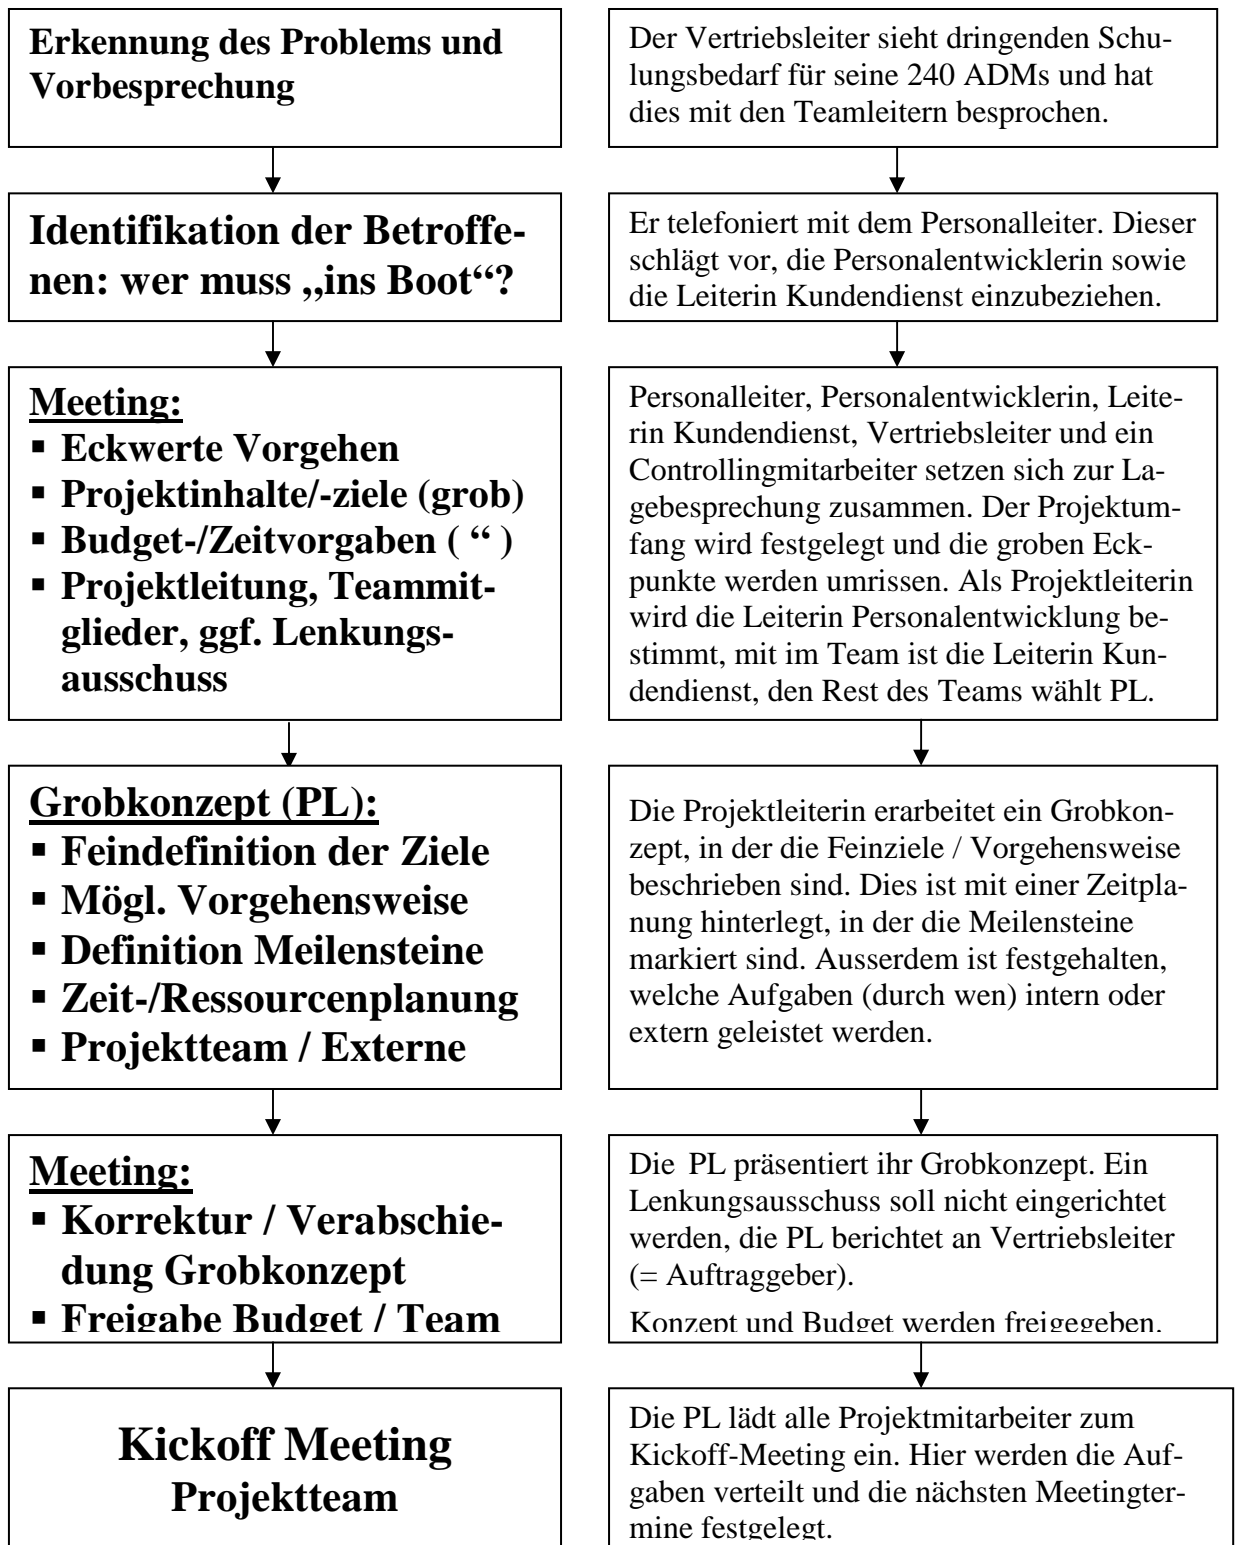 Erkennung des Problems und
Vorbesprechung
Der Vertriebsleiter sieht dringenden Schu-
lungsbedarf für seine 240 ADMs und hat
dies mit den Teamleitern besprochen.
Identifikation der Betroffe-
nen: wer muss „ins Boot“?
Er telefoniert mit dem Personalleiter. Dieser
schlägt vor, die Personalentwicklerin sowie
die Leiterin Kundendienst einzubeziehen.
Meeting:
▪ Eckwerte Vorgehen
▪ Projektinhalte/-ziele (grob)
▪ Budget-/Zeitvorgaben ( “ )
▪ Projektleitung, Teammit-
glieder, ggf. Lenkungs-
ausschuss
Personalleiter, Personalentwicklerin, Leite-
rin Kundendienst, Vertriebsleiter und ein
Controllingmitarbeiter setzen sich zur La-
gebesprechung zusammen. Der Projektum-
fang wird festgelegt und die groben Eck-
punkte werden umrissen. Als Projektleiterin
wird die Leiterin Personalentwicklung be-
stimmt, mit im Team ist die Leiterin Kun-
dendienst, den Rest des Teams wählt PL.
Grobkonzept (PL):
▪ Feindefinition der Ziele
▪ Mögl. Vorgehensweise
▪ Definition Meilensteine
▪ Zeit-/Ressourcenplanung
▪ Projektteam / Externe
Die Projektleiterin erarbeitet ein Grobkon-
zept, in der die Feinziele / Vorgehensweise
beschrieben sind. Dies ist mit einer Zeitpla-
nung hinterlegt, in der die Meilensteine
markiert sind. Ausserdem ist festgehalten,
welche Aufgaben (durch wen) intern oder
extern geleistet werden.
Meeting:
▪ Korrektur / Verabschie-
dung Grobkonzept
▪ Freigabe Budget / Team
Die PL präsentiert ihr Grobkonzept. Ein
Lenkungsausschuss soll nicht eingerichtet
werden, die PL berichtet an Vertriebsleiter
(= Auftraggeber).
Konzept und Budget werden freigegeben.
Kickoff Meeting
Projektteam
Die PL lädt alle Projektmitarbeiter zum
Kickoff-Meeting ein. Hier werden die Auf-
gaben verteilt und die nächsten Meetingter-
mine festgelegt.